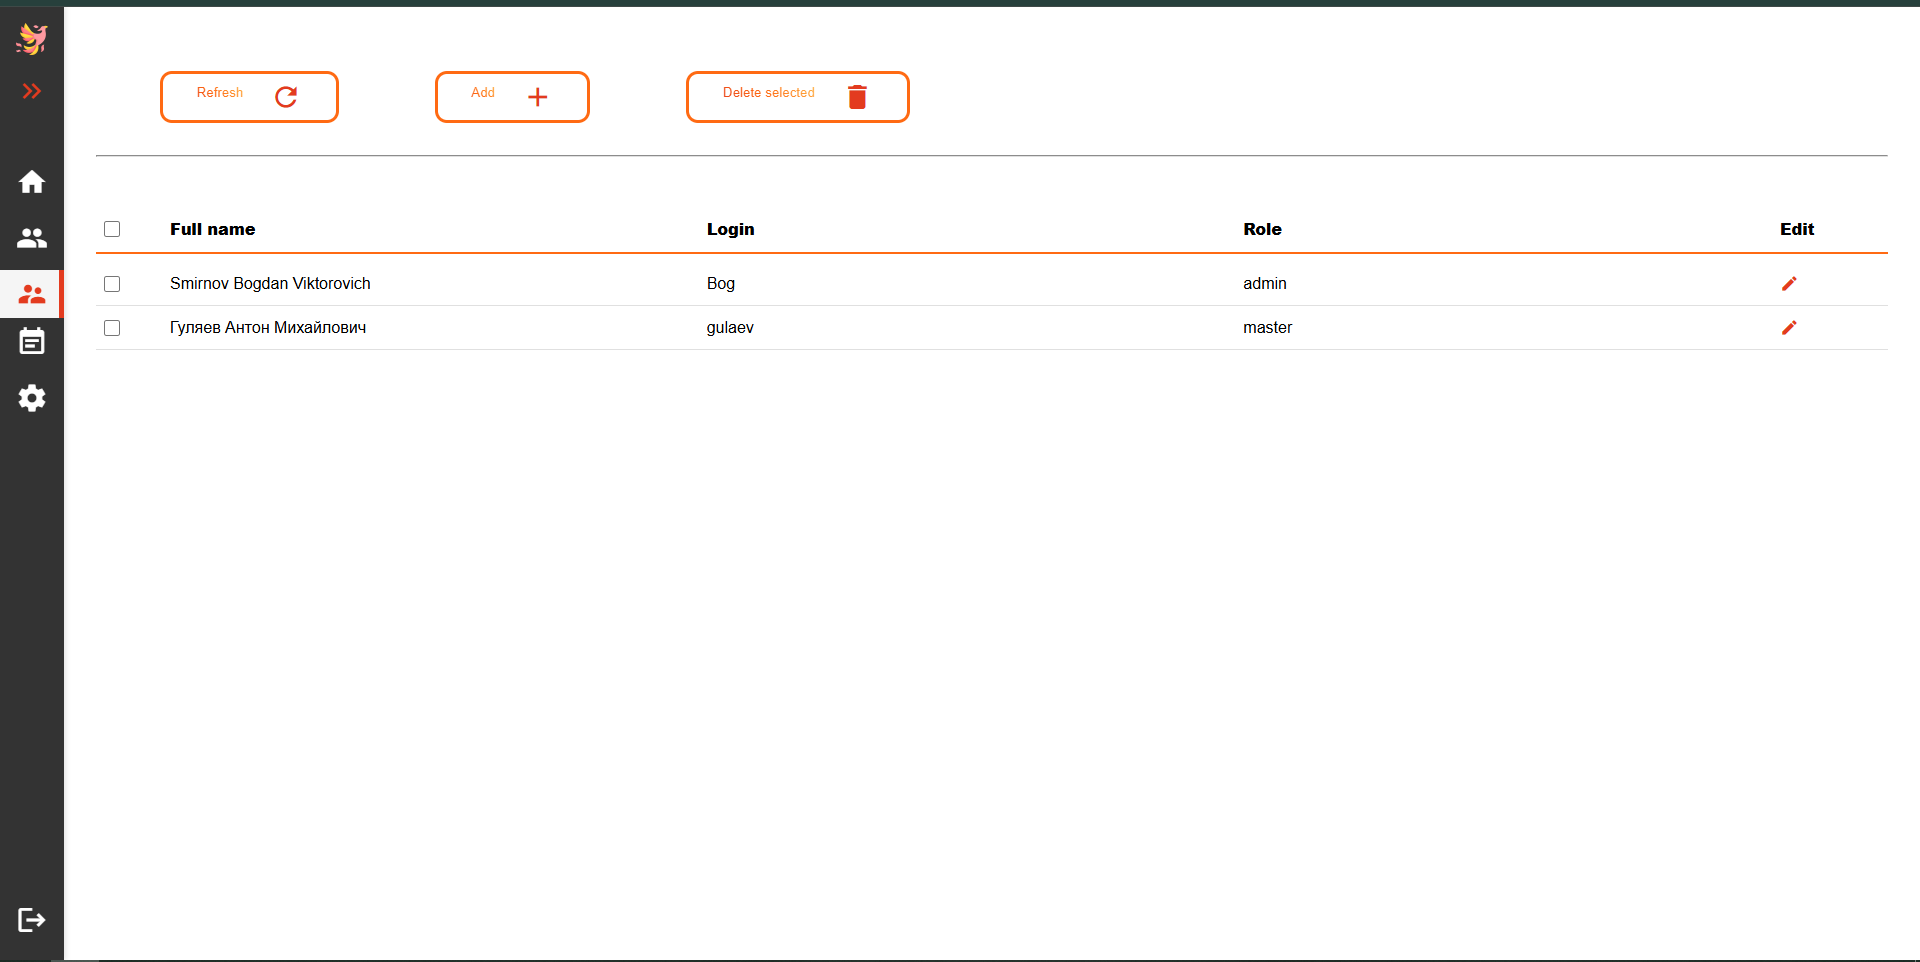 Refresh Add Delete selected
Full name Login Role Edit
Smirnov Bogdan Viktorovich Bog admin
Гуляев Антон Михайлович gulaev master